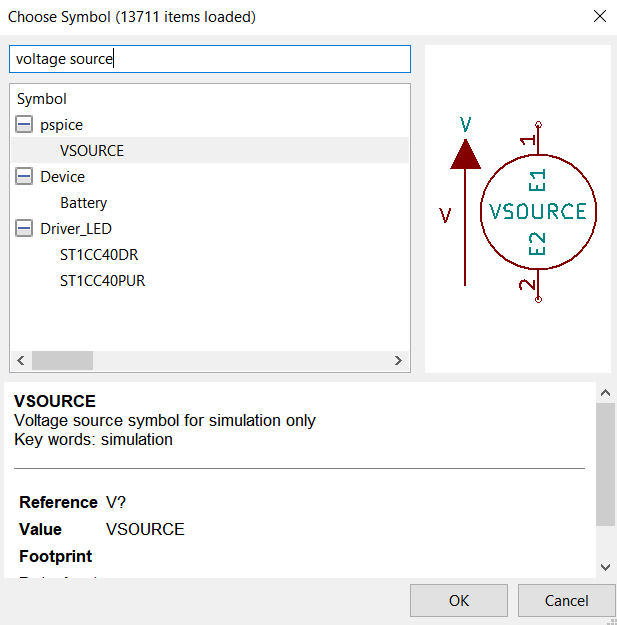 Choose Symbol (13711 items loaded)
voltage source
Symbol
pspice
VSOURCE
Device
Battery
Driver_LED
ST1CC40DR
ST1CC40PUR
V
1
E1
V
VSOURCE
E2
2
VSOURCE
Voltage source symbol for simulation only
Key words: simulation
Reference V?
Value VSOURCE
Footprint
OK Cancel